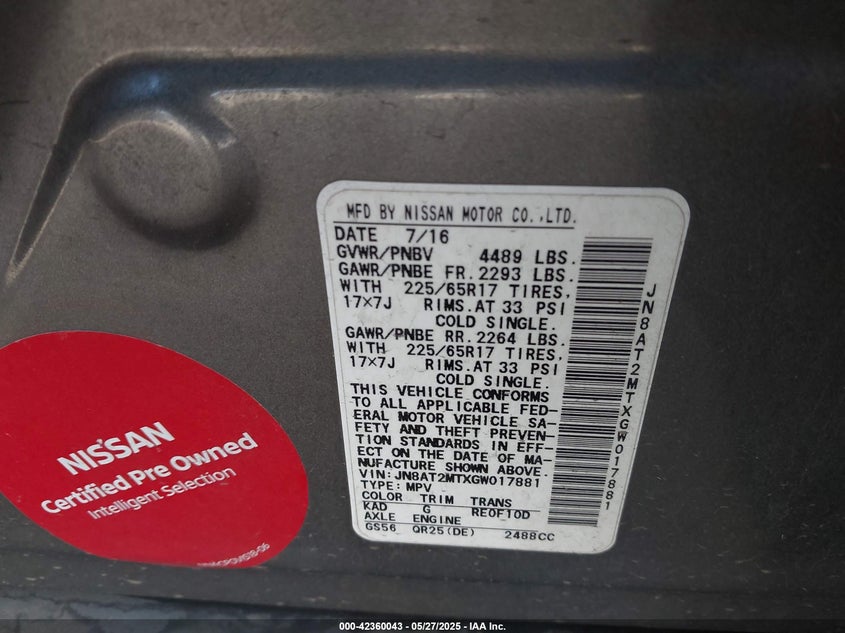 MFD BY NISSAN MOTOR CO.,LTD.
DATE 7/16
GVWR/PNBV 4489 LBS.
GAWR/PNBE FR.2293 LBS.
WITH 225/65R17 TIRES,
17×7J RIMS.AT 33 PSI
COLD SINGLE.
GAWR/PNBE RR.2264 LBS.
WITH 225/65R17 TIRES,
17×7J RIMS.AT 33 PSI
COLD SINGLE.
THIS VEHICLE CONFORMS
TO ALL APPLICABLE FED-
ERAL MOTOR VEHICLE SA-
FETY AND THEFT PREVEN-
TION STANDARDS IN EFF-
ECT ON THE DATE OF MA-
NUFACTURE SHOWN ABOVE.
VIN:JN8AT2MTXGW017881
TYPE:MPV
COLOR TRIM TRANS
KAD G RE0F10D
AXLE ENGINE
GS56 QR25(DE) 2488CC
JN8AT2MTXGW017881
NISSAN
Certified Pre Owned
Intelligent Selection
000-42360043 - 05/27/2025 - IAA Inc.